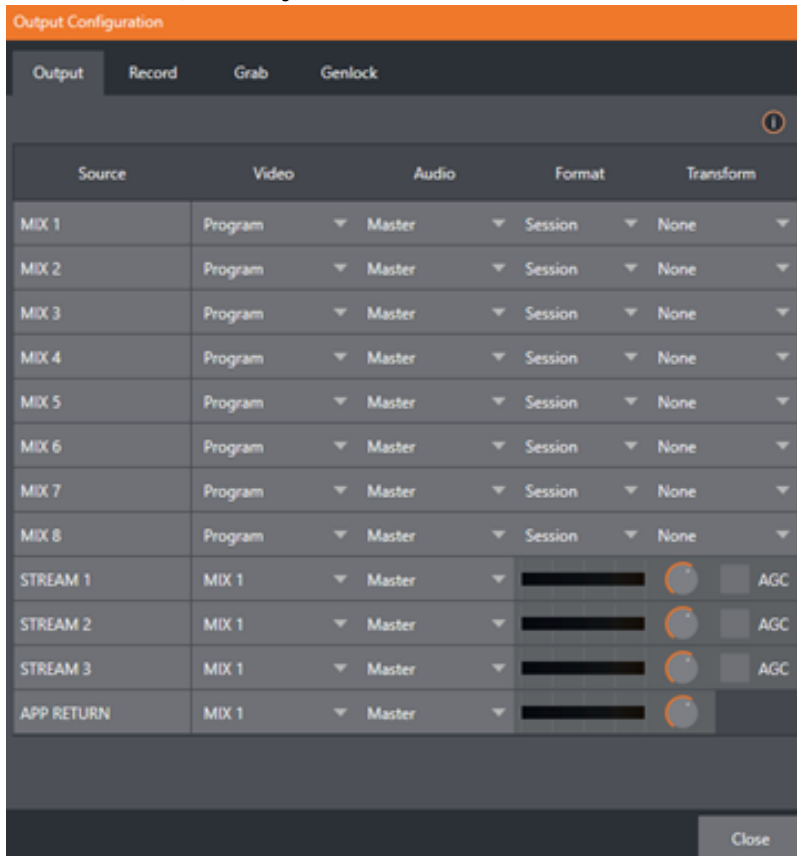 Output Configuration
Output Record Grab Genlock
Source Video Audio Format Transform
MIX 1 Program Master Session None
MIX 2 Program Master Session None
MIX 3 Program Master Session None
MIX 4 Program Master Session None
MIX 5 Program Master Session None
MIX 6 Program Master Session None
MIX 7 Program Master Session None
MIX 8 Program Master Session None
STREAM 1 MIX 1 Master AGC
STREAM 2 MIX 1 Master AGC
STREAM 3 MIX 1 Master AGC
APP RETURN MIX 1 Master
Close